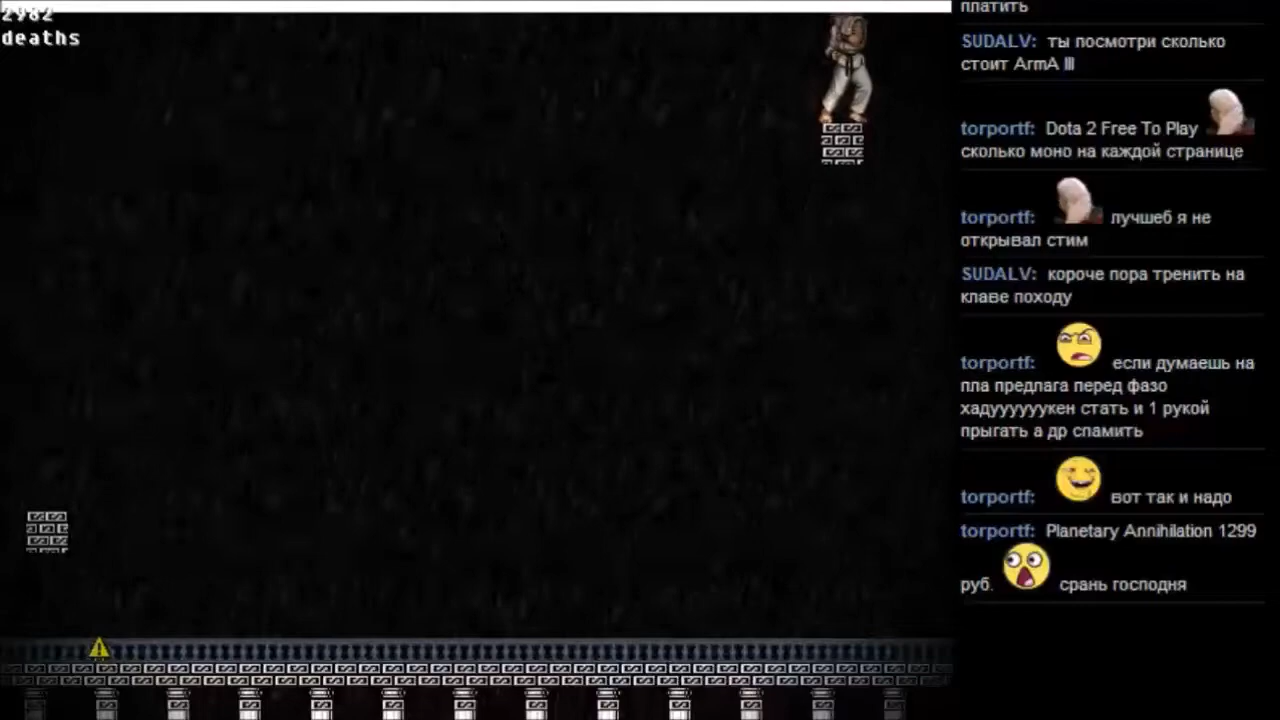 2982
deaths
платить
SUDALV: ты посмотри сколько
стоит ArmA III
torportf: Dota 2 Free To Play
сколько моно на каждой странице
torportf: лучшеб я не
открывал стим
SUDALV: короче пора тренить на
клаве походу
torportf: если думаешь на
пла предлага перед фазо
хадуууууукен стать и 1 рукой
прыгать а др спамить
torportf: вот так и надо
torportf: Planetary Annihilation 1299
руб. срань господня